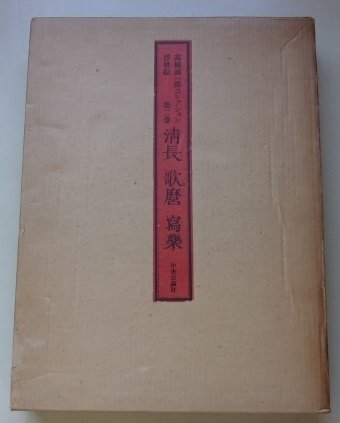 高橋誠一郎コレクション
浮世絵 第二巻
清長 歌麿 寫樂
中央公論社